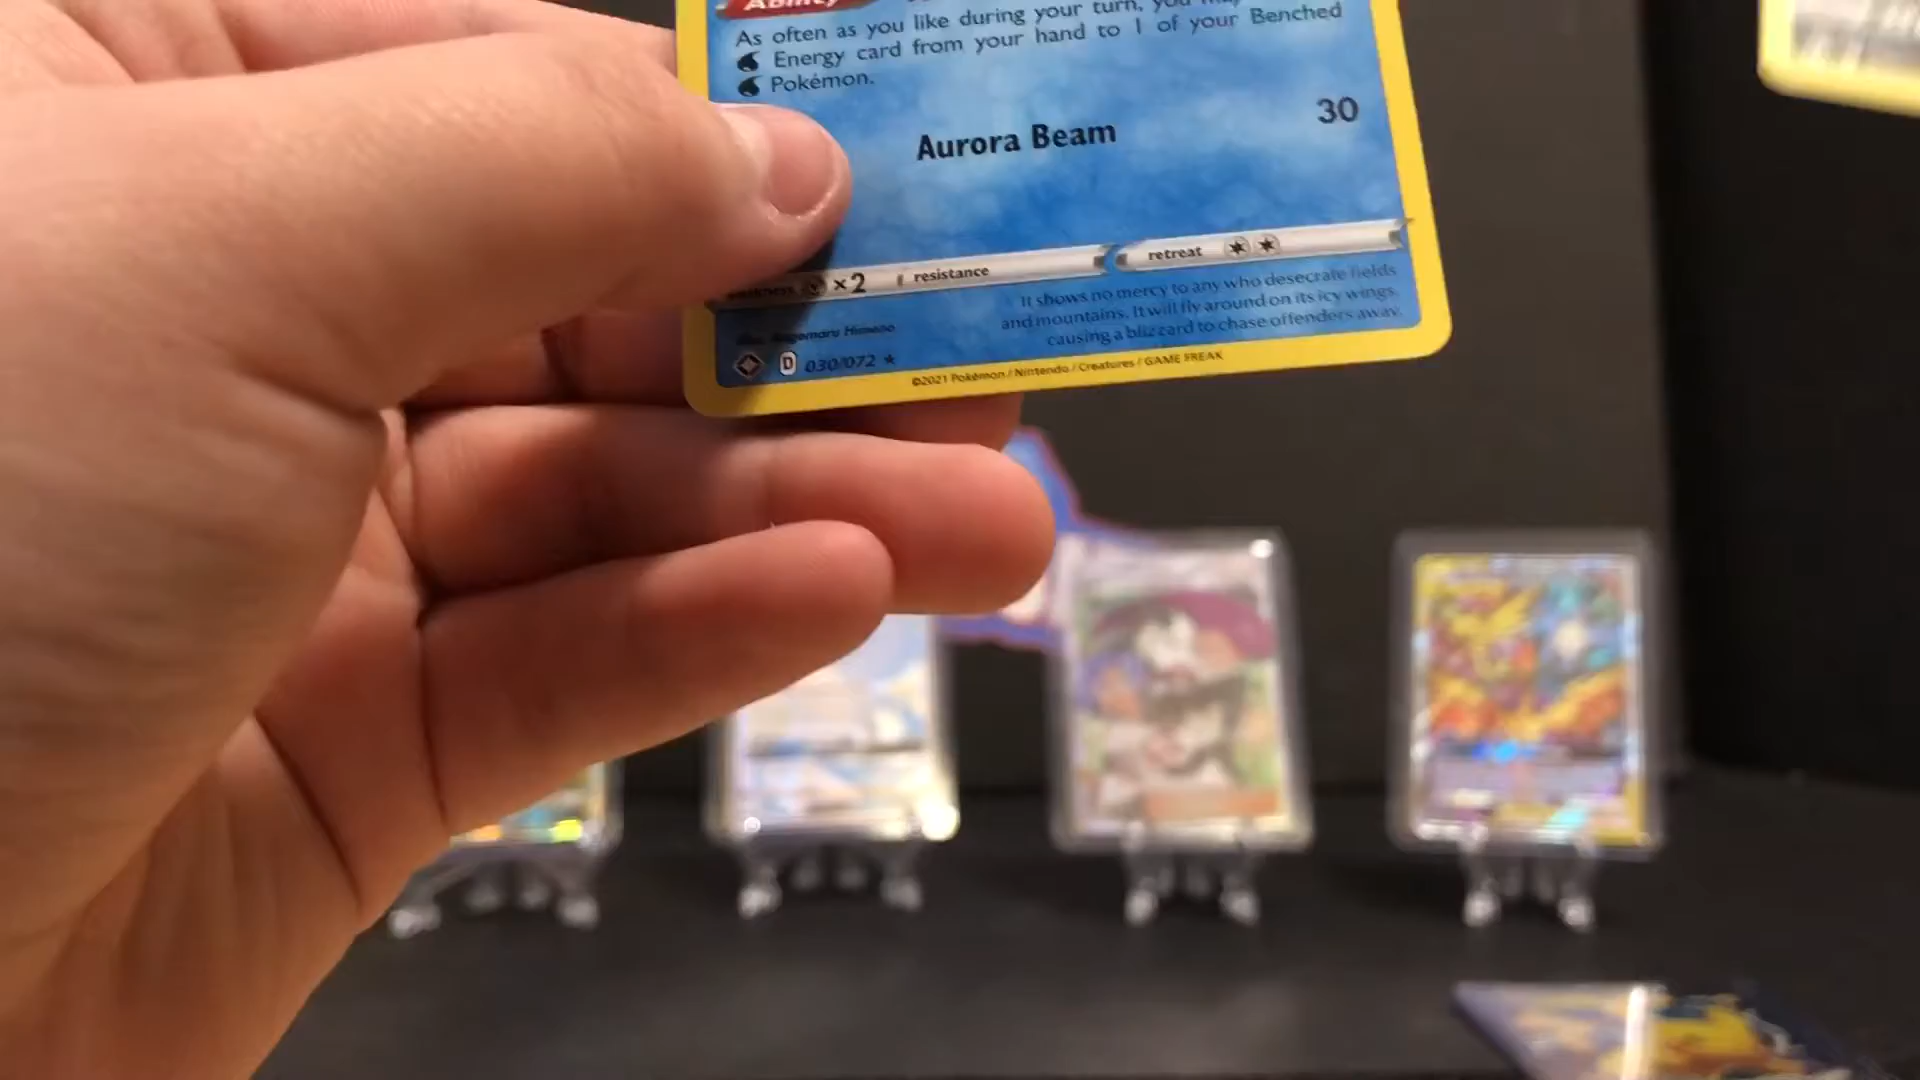 Ability
As often as you like during your turn, you may
Energy card from your hand to 1 of your Benched
Pokémon.
Aurora Beam 30
×2 resistance
retreat
It shows no mercy to any who desecrate fields
and mountains. It will fly around on its icy wings,
causing a blizzard to chase offenders away.
Himeno
D 030/072
©2021 Pokémon / Nintendo / Creatures / GAME FREAK